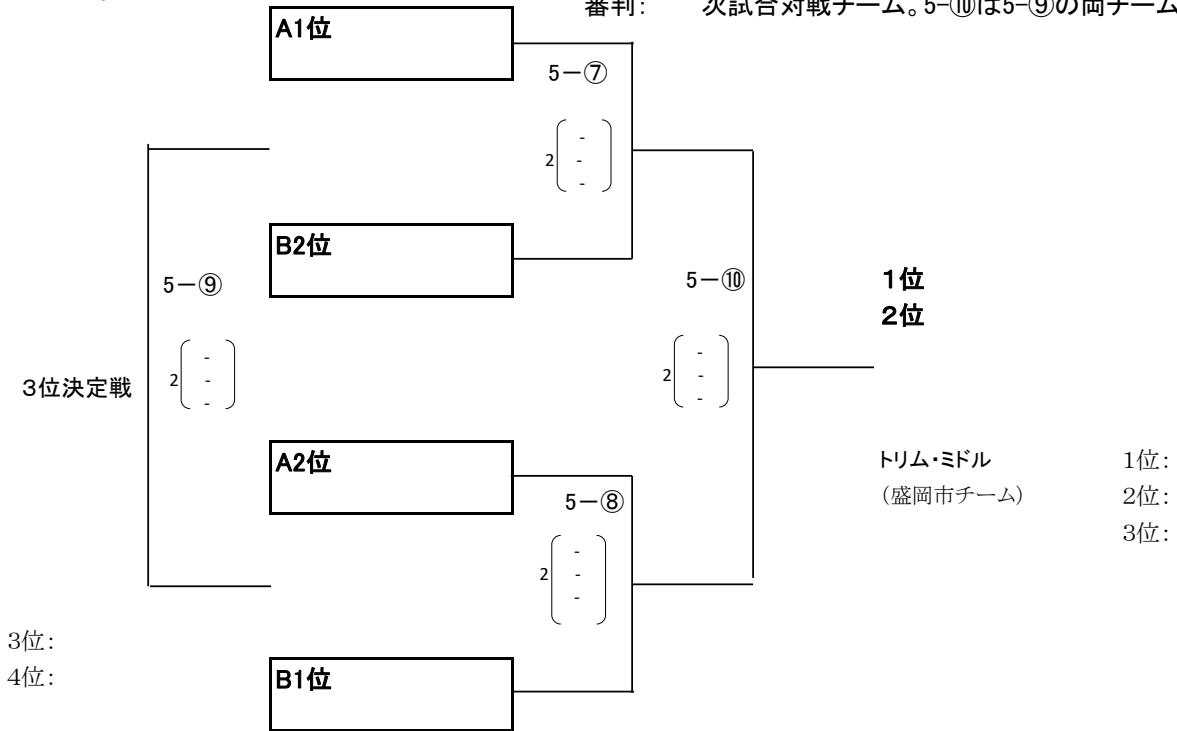 審判: 次試合対戦チーム。5-⑩は5-⑨の両チーム
A1位
5－⑦
2 - - -
B2位
5－⑨
5－⑩
1位
2位
2 - - -
2 - - -
3位決定戦
A2位
トリム・ミドル 1位:
(盛岡市チーム) 2位:
3位:
5－⑧
2 - - -
3位:
4位:
B1位